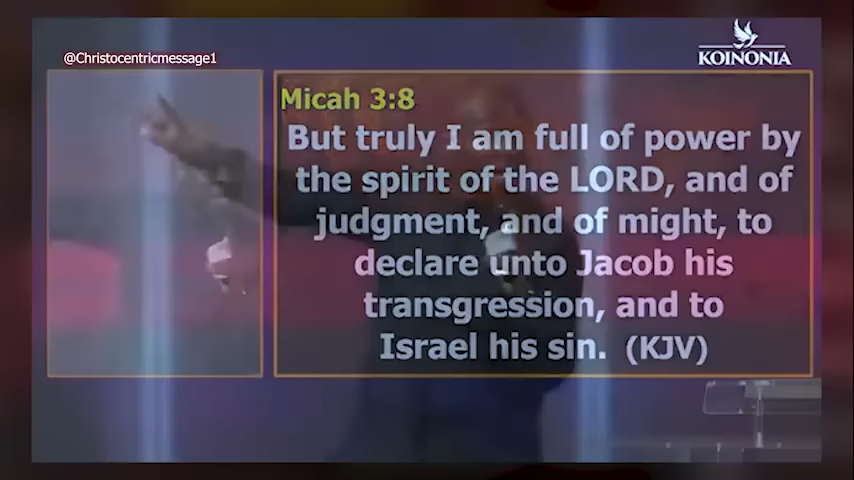 @Christocentricmessage1
KOINONIA
Micah 3:8
But truly I am full of power by
the spirit of the LORD, and of
judgment, and of might, to
declare unto Jacob his
transgression, and to
Israel his sin. (KJV)